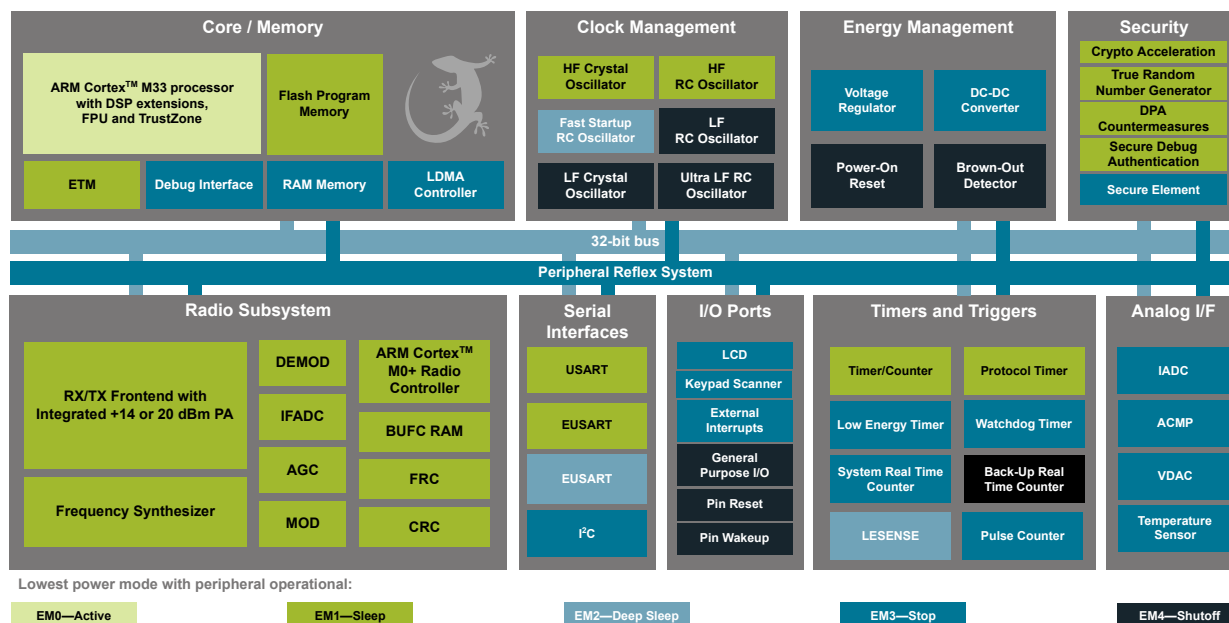 Core / Memory
ARM Cortex™ M33 processor
with DSP extensions,
FPU and TrustZone
Flash Program
Memory
ETM
Debug Interface
RAM Memory
LDMA
Controller
Clock Management
HF Crystal
Oscillator
HF
RC Oscillator
Fast Startup
RC Oscillator
LF
RC Oscillator
LF Crystal
Oscillator
Ultra LF RC
Oscillator
Energy Management
Voltage
Regulator
DC-DC
Converter
Power-On
Reset
Brown-Out
Detector
Security
Crypto Acceleration
True Random
Number Generator
DPA
Countermeasures
Secure Debug
Authentication
Secure Element
32-bit bus
Peripheral Reflex System
Radio Subsystem
RX/TX Frontend with
Integrated +14 or 20 dBm PA
Frequency Synthesizer
DEMOD
IFADC
AGC
MOD
ARM Cortex™
M0+ Radio
Controller
BUFC RAM
FRC
CRC
Serial
Interfaces
USART
EUSART
EUSART
I²C
I/O Ports
LCD
Keypad Scanner
External
Interrupts
General
Purpose I/O
Pin Reset
Pin Wakeup
Timers and Triggers
Timer/Counter
Protocol Timer
Low Energy Timer
Watchdog Timer
System Real Time
Counter
Back-Up Real
Time Counter
LESENSE
Pulse Counter
Analog I/F
IADC
ACMP
VDAC
Temperature
Sensor
Lowest power mode with peripheral operational:
EM0—Active
EM1—Sleep
EM2—Deep Sleep
EM3—Stop
EM4—Shutoff